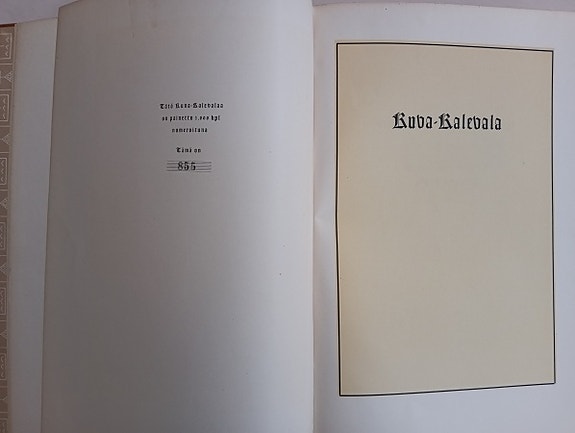 Tätä Kuva-Kalevalaa
on painettu 1.000 kpl
numeroituna
Tämä on
855
Kuva-Kalevala